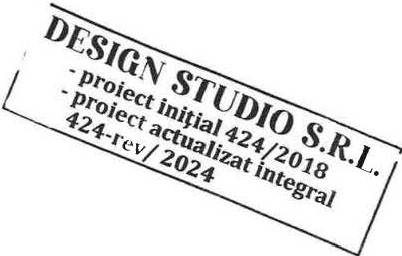 DESIGN STUDIO S.R.L.
- proiect inițial 424/2018
- proiect actualizat integral
424-rev/ 2024